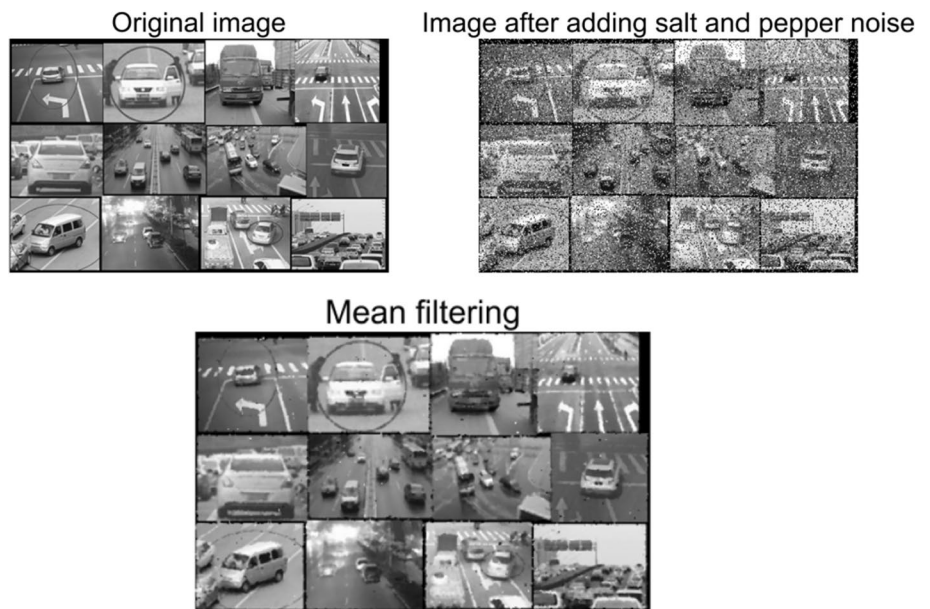 Original image
Image after adding salt and pepper noise
Mean filtering